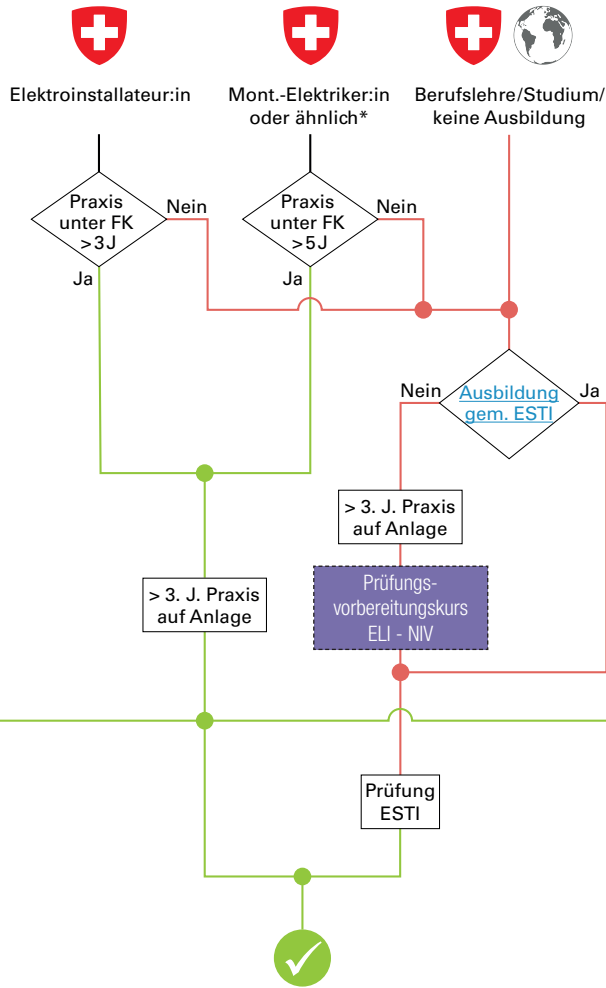 Elektroinstallateur:in
Mont.-Elektriker:in
oder ähnlich*
Berufslehre/Studium/
keine Ausbildung
Praxis
unter FK
>3J
Nein
Ja
Praxis
unter FK
>5J
Nein
Ja
Nein
Ausbildung
gem. ESTI
Ja
> 3. J. Praxis
auf Anlage
Prüfungs-
vorbereitungskurs
ELI - NIV
> 3. J. Praxis
auf Anlage
Prüfung
ESTI